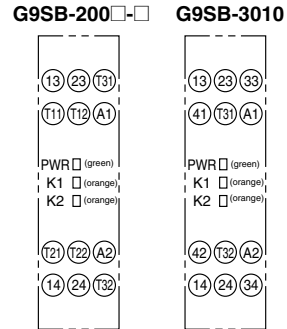 G9SB-200□-□ G9SB-3010
13 23 T31 13 23 33
T11 T12 A1 41 T31 A1
PWR (green) PWR (green)
K1 (orange) K1 (orange)
K2 (orange) K2 (orange)
T21 T22 A2 42 T32 A2
14 24 T32 14 24 34